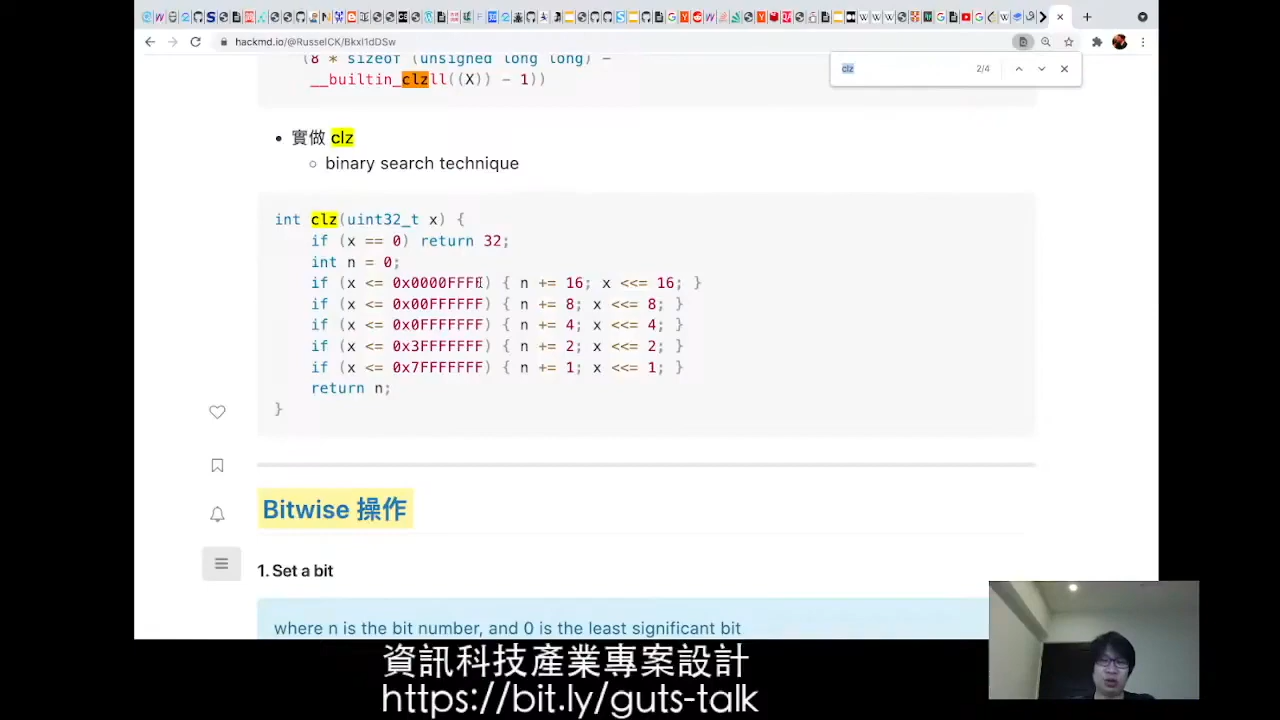 hackmd.io/@RusselCK/Bkxl1dDSw
clz
2/4
(8 * sizeof (unsigned long long) –
__builtin_clzll((X)) – 1))
實做 clz
binary search technique
int clz(uint32_t x) {
if (x == 0) return 32;
int n = 0;
if (x <= 0x0000FFFF) { n += 16; x <<= 16; }
if (x <= 0x00FFFFFF) { n += 8; x <<= 8; }
if (x <= 0x0FFFFFFF) { n += 4; x <<= 4; }
if (x <= 0x3FFFFFFF) { n += 2; x <<= 2; }
if (x <= 0x7FFFFFFF) { n += 1; x <<= 1; }
return n;
}
Bitwise 操作
1. Set a bit
where n is the bit number, and 0 is the least significant bit
資訊科技產業專案設計
https://bit.ly/guts-talk